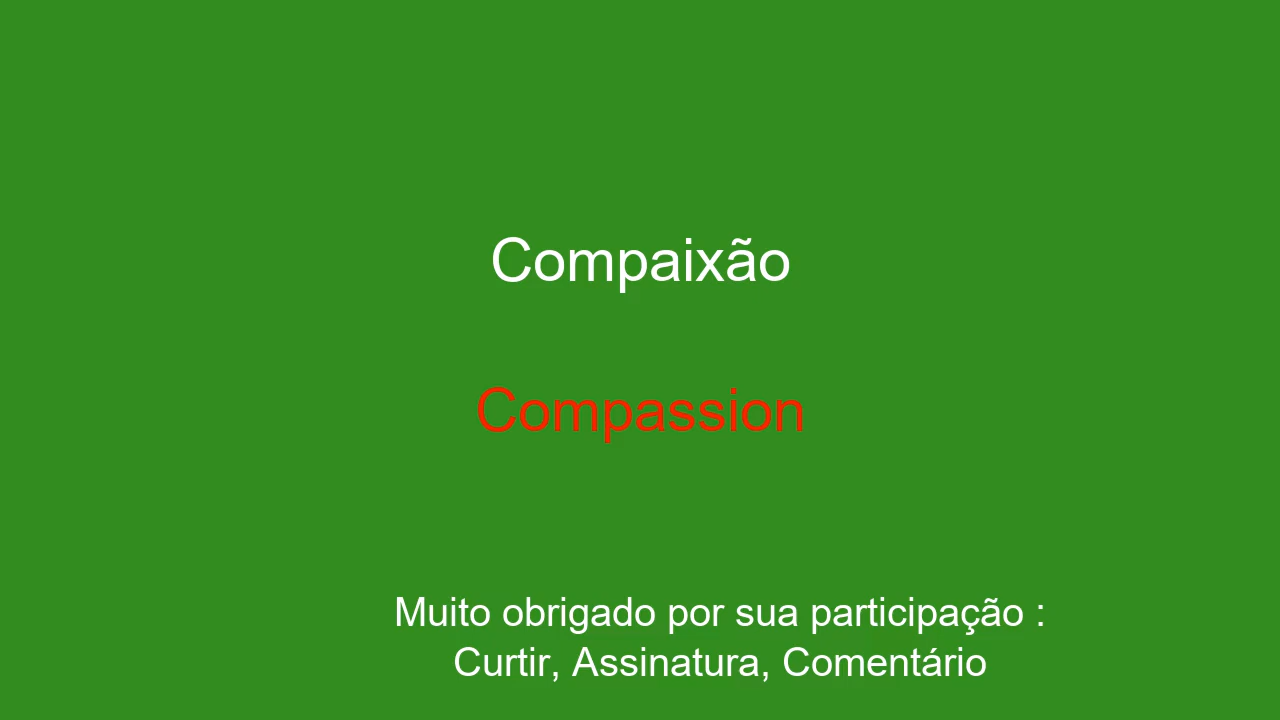 Compaixão
Compassion
Muito obrigado por sua participação :
Curtir, Assinatura, Comentário